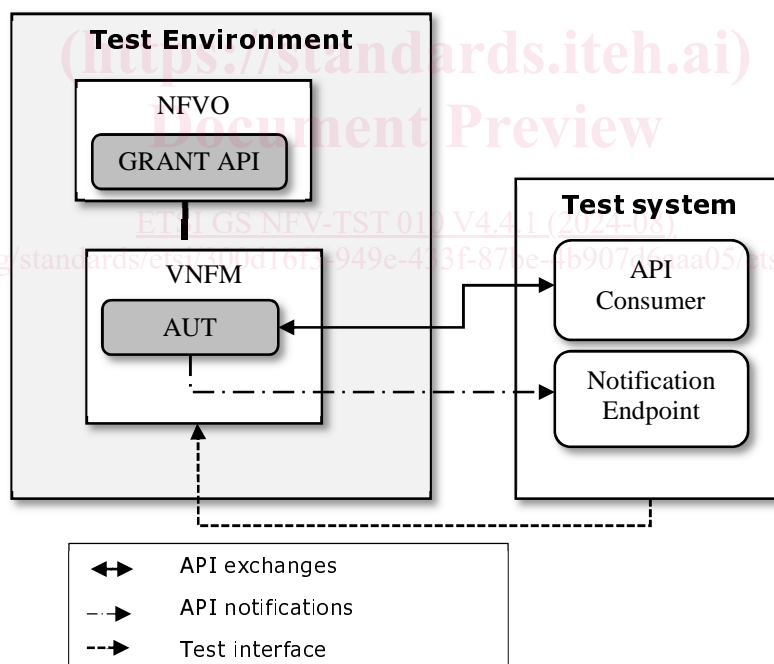 Test Environment
(https://standards.iteh.ai)
NFVO
Document Preview
GRANT API
Test system
ETSI GS NFV-TST 010 V4.4.1 (2024-08)
VNFM
API
Consumer
AUT
Notification
Endpoint
API exchanges
API notifications
Test interface